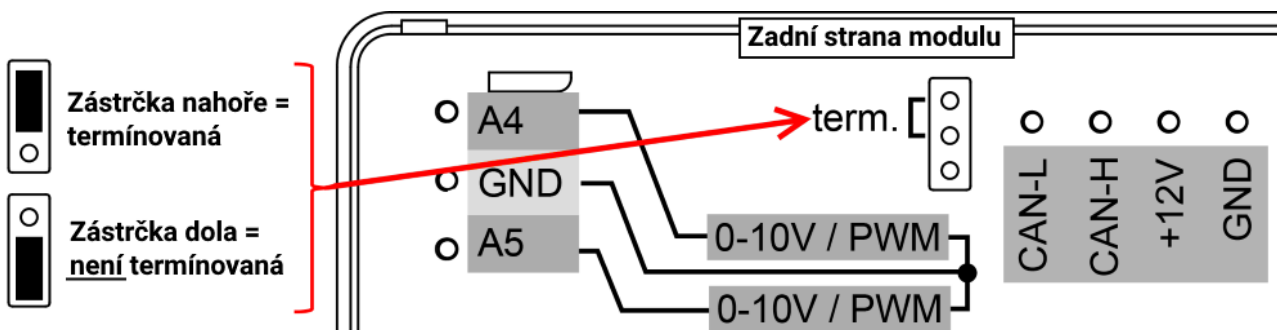 Zadní strana modulu
Zástrčka nahoře =
termínovaná
Zástrčka dola =
není termínovaná
A4
GND
A5
term.
0-10V / PWM
0-10V / PWM
CAN-L
CAN-H
+12V
GND